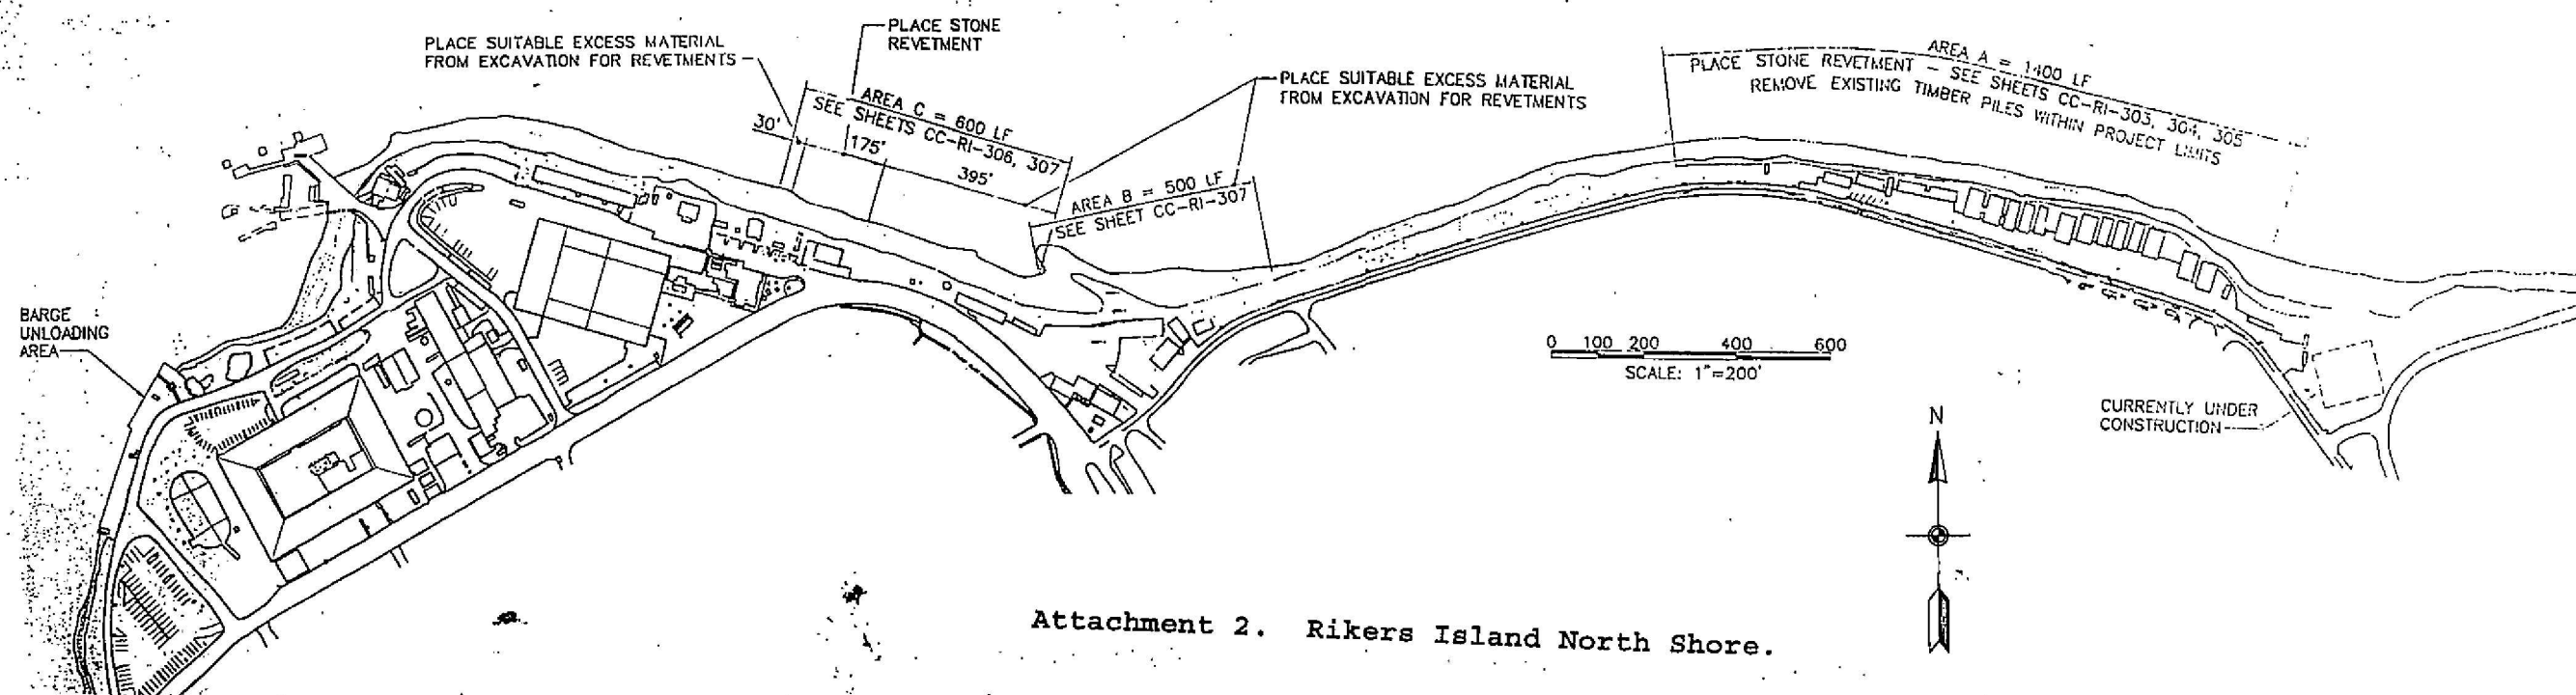 PLACE STONE
REVETMENT
PLACE SUITABLE EXCESS MATERIAL
FROM EXCAVATION FOR REVETMENTS
PLACE SUITABLE EXCESS MATERIAL
FROM EXCAVATION FOR REVETMENTS
AREA A = 1400 LF
PLACE STONE REVETMENT - SEE SHEETS CC-RI-303, 304, 305
REMOVE EXISTING TIMBER PILES WITHIN PROJECT LIMITS
AREA C = 600 LF
SEE SHEETS CC-RI-306, 307
30'
175'
395'
AREA B = 500 LF
SEE SHEET CC-RI-307
BARGE
UNLOADING
AREA
0 100 200 400 600
SCALE: 1"=200'
CURRENTLY UNDER
CONSTRUCTION
N
Attachment 2. Rikers Island North Shore.